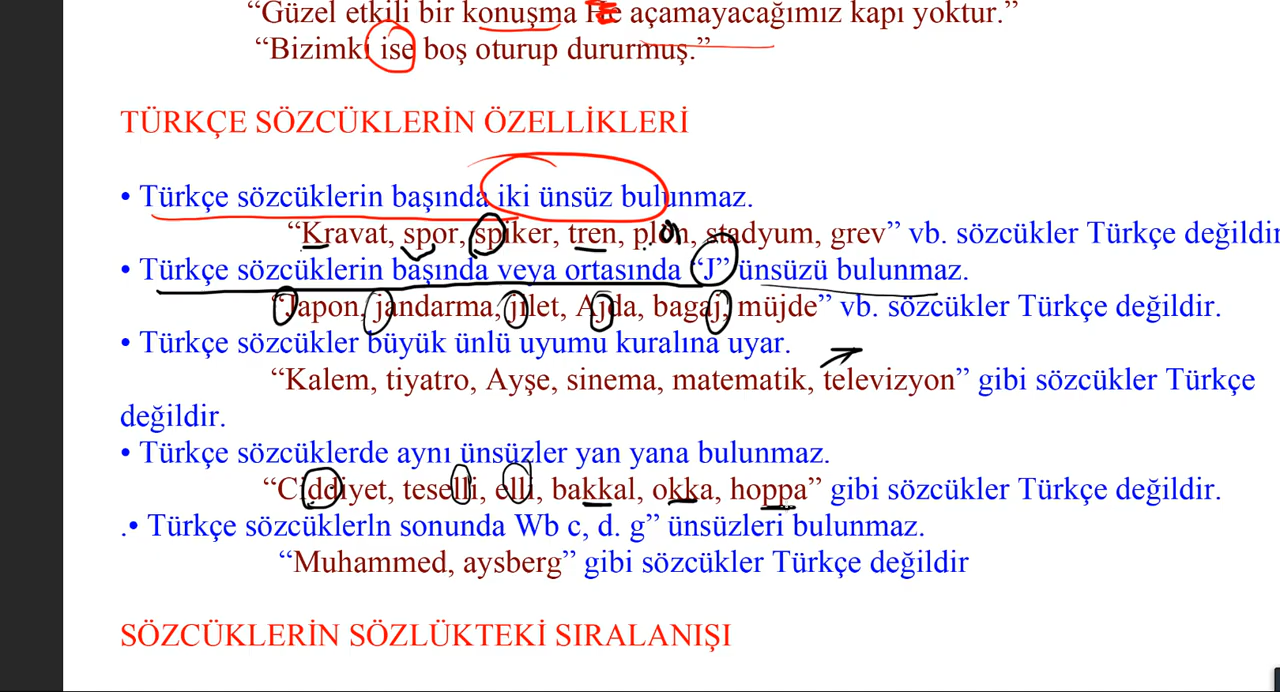 “Güzel etkili bir konuşma açamayacağımız kapı yoktur.”
“Bizimki ise boş oturup dururmuş.”
TÜRKÇE SÖZCÜKLERİN ÖZELLİKLERİ
• Türkçe sözcüklerin başında iki ünsüz bulunmaz.
“Kravat, spor, spiker, tren, plan, stadyum, grev” vb. sözcükler Türkçe değildir
• Türkçe sözcüklerin başında veya ortasında “J” ünsüzü bulunmaz.
“Japon, jandarma, jilet, Ajda, bagaj, müjde” vb. sözcükler Türkçe değildir.
• Türkçe sözcükler büyük ünlü uyumu kuralına uyar.
“Kalem, tiyatro, Ayşe, sinema, matematik, televizyon” gibi sözcükler Türkçe
değildir.
• Türkçe sözcüklerde aynı ünsüzler yan yana bulunmaz.
“Ciddiyet, teselli, elli, bakkal, okka, hoppa” gibi sözcükler Türkçe değildir.
.• Türkçe sözcüklerln sonunda Wb c, d. g” ünsüzleri bulunmaz.
“Muhammed, aysberg” gibi sözcükler Türkçe değildir
SÖZCÜKLERİN SÖZLÜKTEKİ SIRALANIŞI